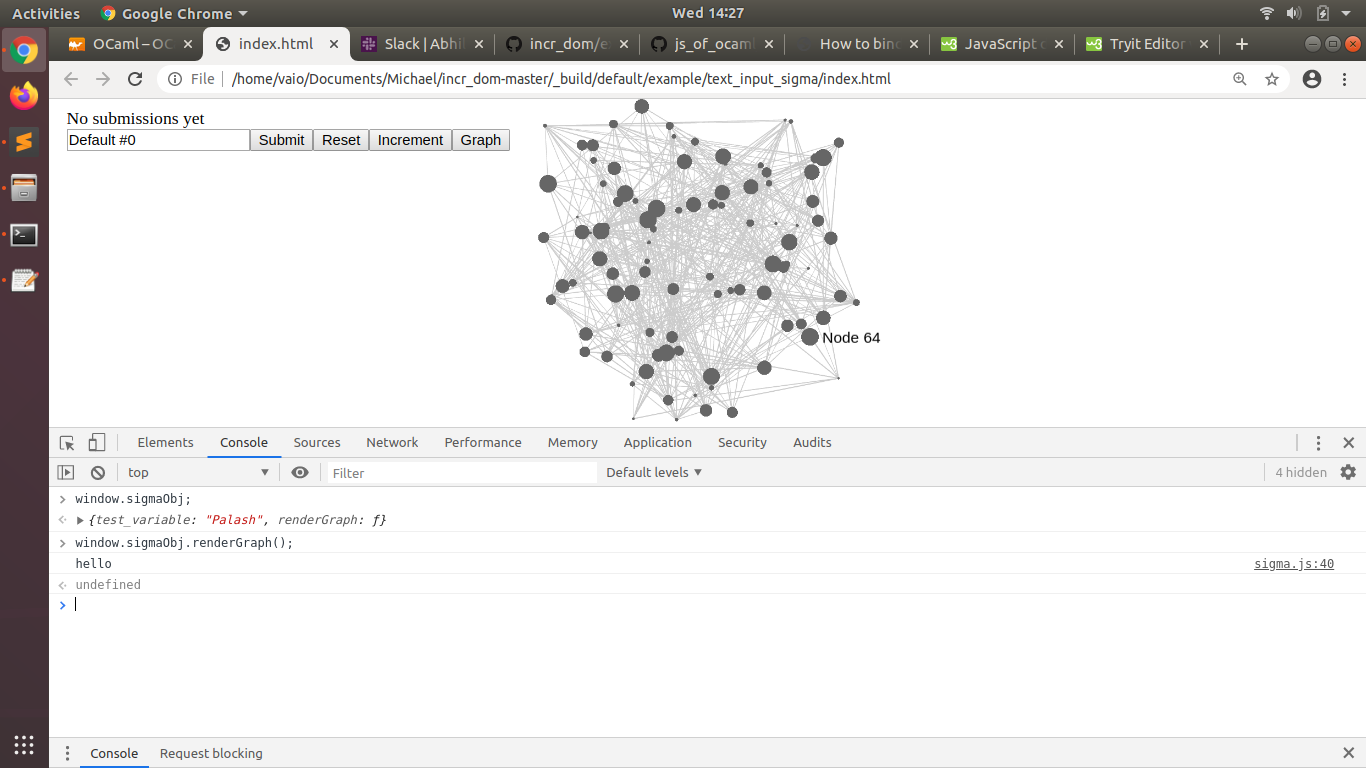 Activities Google Chrome Wed 14:27
OCaml – OC index.html Slack | Abhi incr_dom/e js_of_ocam How to bin JavaScript Tryit Editor
File /home/vaio/Documents/Michael/incr_dom-master/_build/default/example/text_input_sigma/index.html
No submissions yet
Default #0 Submit Reset Increment Graph
Node 64
Elements Console Sources Network Performance Memory Application Security Audits
top Filter Default levels 4 hidden
window.sigmaObj;
{test_variable: "Palash", renderGraph: ƒ}
window.sigmaObj.renderGraph();
hello sigma.js:40
undefined
Console Request blocking